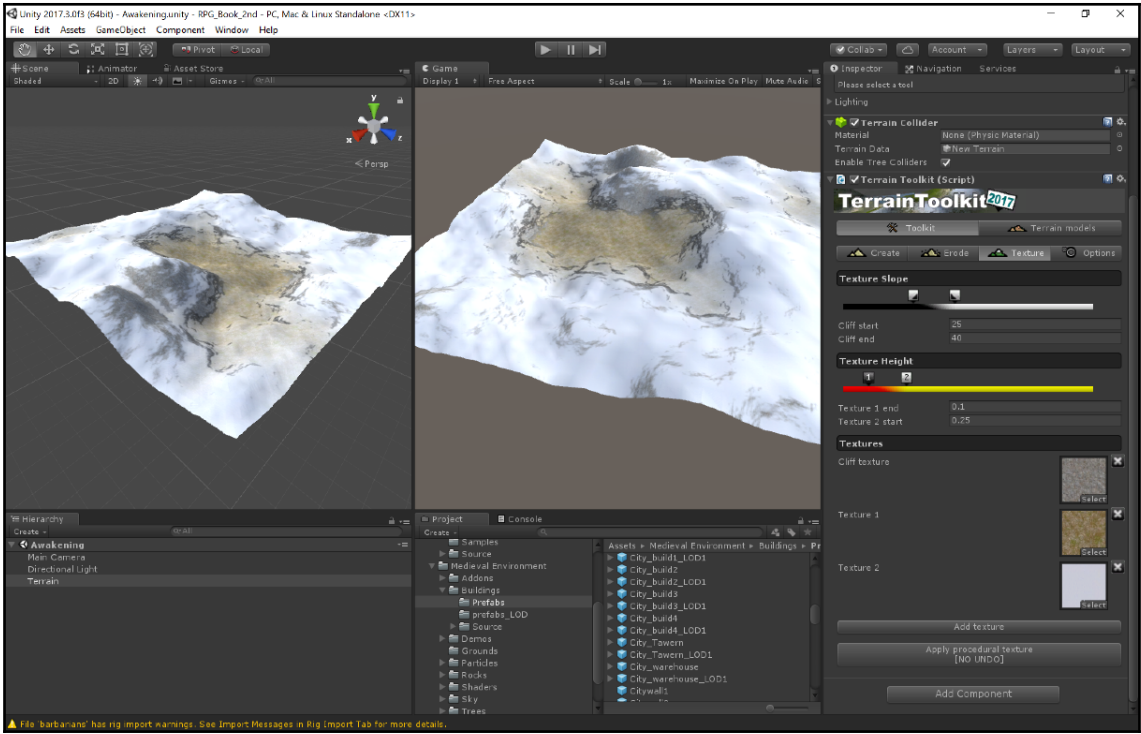 Unity 2017.3.0f3 (64bit) - Awakening.unity - RPG_Book_2nd - PC, Mac & Linux Standalone <DX11>
File Edit Assets GameObject Component Window Help
Pivot Local Collab Account Layers Layout
Scene Animator Asset Store
Shaded 2D Gizmos All
y
x z
Persp
Game
Display 1 Free Aspect Scale 1x Maximize On Play Mute Audio S
Inspector Navigation Services
Please select a tool
Lighting
Terrain Collider
Material None (Physic Material)
Terrain Data New Terrain
Enable Tree Colliders
Terrain Toolkit (Script)
TerrainToolkit 2017
Toolkit Terrain models
Create Erode Texture Options
Texture Slope
Cliff start 25
Cliff end 40
Texture Height
1 2
Texture 1 end 0.1
Texture 2 start 0.25
Textures
Cliff texture
Select
Texture 1
Select
Texture 2
Select
Add texture
Apply procedural texture
[NO UNDO]
Add Component
Hierarchy
Create All
Awakening
Main Camera
Directional Light
Terrain
Project Console
Create
Samples
Source
Medieval Environment
Addons
Buildings
Prefabs
prefabs_LOD
Source
Demos
Grounds
Particles
Rocks
Shaders
Sky
Trees
Assets Medieval Environment Buildings Pr
City_build1_LOD1
City_build2
City_build2_LOD1
City_build3
City_build3_LOD1
City_build4
City_build4_LOD1
City_Tawern
City_Tawern_LOD1
City_warehouse
City_warehouse_LOD1
Citywall1
File 'barbarians' has rig import warnings. See Import Messages in Rig Import Tab for more details.